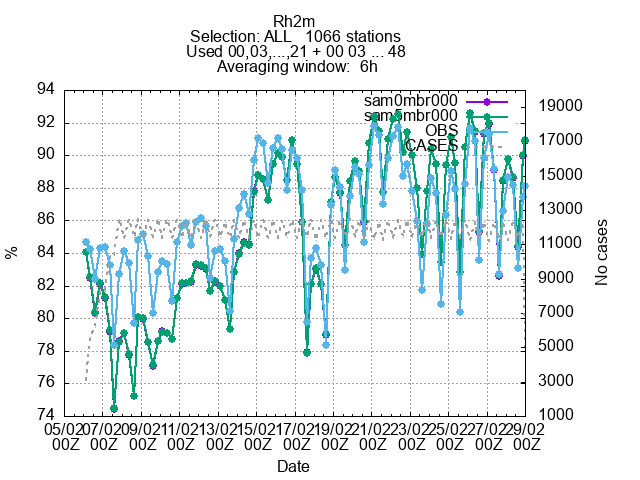 Rh2m
Selection: ALL   1066 stations
Used 00,03,...,21 + 00 03 ... 48
Averaging window:  6h
sam0mbr000
sam5mbr000
OBS
CASES
94
92
90
88
86
84
82
80
78
76
74
%
19000
17000
15000
13000
11000
9000
7000
5000
3000
1000
No cases
05/02 07/02 09/02 11/02 13/02 15/02 17/02 19/02 21/02 23/02 25/02 27/02 29/02
00Z 00Z 00Z 00Z 00Z 00Z 00Z 00Z 00Z 00Z 00Z 00Z 00Z
Date